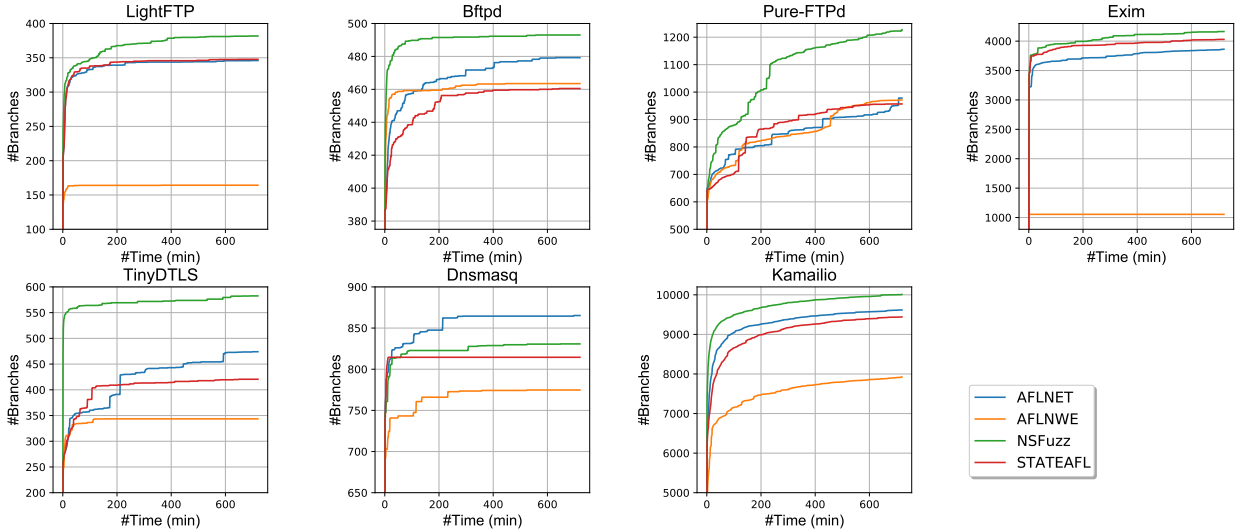 LightFTP
400
350
300
250
200
150
100
0 200 400 600
#Branches
#Time (min)
Bftpd
500
480
460
440
420
400
380
0 200 400 600
#Branches
#Time (min)
Pure-FTPd
1200
1100
1000
900
800
700
600
500
0 200 400 600
#Branches
#Time (min)
Exim
4000
3500
3000
2500
2000
1500
1000
0 200 400 600
#Branches
#Time (min)
TinyDTLS
600
550
500
450
400
350
300
250
200
0 200 400 600
#Branches
#Time (min)
Dnsmasq
900
850
800
750
700
650
0 200 400 600
#Branches
#Time (min)
Kamailio
10000
9000
8000
7000
6000
5000
0 200 400 600
#Branches
#Time (min)
AFLNET
AFLNWE
NSFuzz
STATEAFL